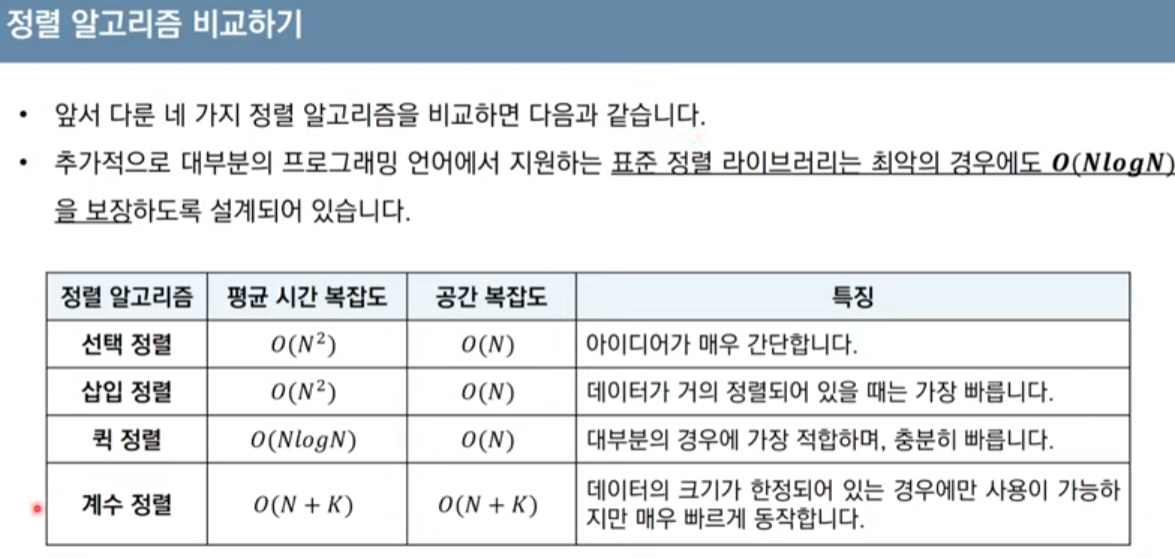 정렬 알고리즘 비교하기
• 앞서 다룬 네 가지 정렬 알고리즘을 비교하면 다음과 같습니다.
• 추가적으로 대부분의 프로그래밍 언어에서 지원하는 표준 정렬 라이브러리는 최악의 경우에도 O(NlogN)
을 보장하도록 설계되어 있습니다.
정렬 알고리즘 평균 시간 복잡도 공간 복잡도 특징
선택 정렬 O(N²) O(N) 아이디어가 매우 간단합니다.
삽입 정렬 O(N²) O(N) 데이터가 거의 정렬되어 있을 때는 가장 빠릅니다.
퀵 정렬 O(NlogN) O(N) 대부분의 경우에 가장 적합하며, 충분히 빠릅니다.
계수 정렬 O(N + K) O(N + K) 데이터의 크기가 한정되어 있는 경우에만 사용이 가능하
지만 매우 빠르게 동작합니다.